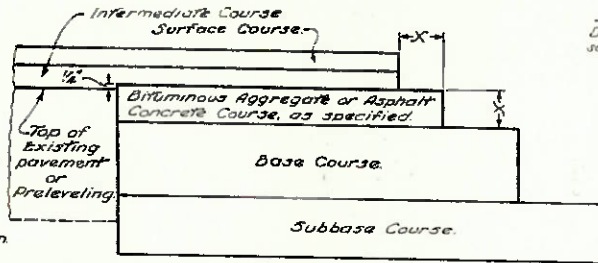 Intermediate Course
Surface Course.
X
1/4"
Bituminous Aggregate or Asphalt
Concrete Course, as specified.
X
Top of
Existing
pavement
or
Preleveling.
Base Course.
Subbase Course.